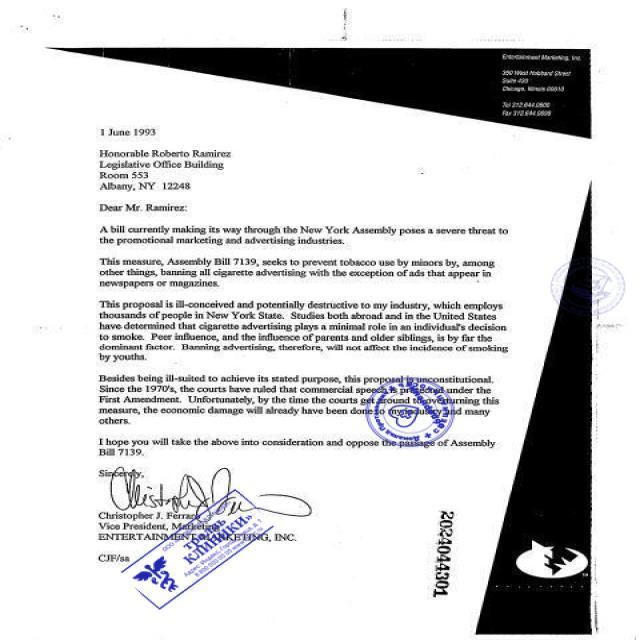 Entertainment Marketing, Inc.
350 West Hubbard Street
Suite 430
Chicago, Illinois 60610
Tel 312.644.0600
Fax 312.644.0698
1 June 1993
Honorable Roberto Ramirez
Legislative Office Building
Room 553
Albany, NY 12248
Dear Mr. Ramirez:
A bill currently making its way through the New York Assembly poses a severe threat to
the promotional marketing and advertising industries.
This measure, Assembly Bill 7139, seeks to prevent tobacco use by minors by, among
other things, banning all cigarette advertising with the exception of ads that appear in
newspapers or magazines.
This proposal is ill-conceived and potentially destructive to my industry, which employs
thousands of people in New York State. Studies both abroad and in the United States
have determined that cigarette advertising plays a minimal role in an individual's decision
to smoke. Peer influence, and the influence of parents and older siblings, is by far the
dominant factor. Banning advertising, therefore, will not affect the incidence of smoking
by youths.
Besides being ill-suited to achieve its stated purpose, this proposal is unconstitutional.
Since the 1970's, the courts have ruled that commercial speech is protected under the
First Amendment. Unfortunately, by the time the courts get around to overturning this
measure, the economic damage will already have been done to my industry and many
others.
I hope you will take the above into consideration and oppose the passage of Assembly
Bill 7139.
Sincerely,
Christopher J. Ferraro
Vice President, Marketing
ENTERTAINMENT MARKETING, INC.
CJF/sa
КЛИНИКИ»
2024044301